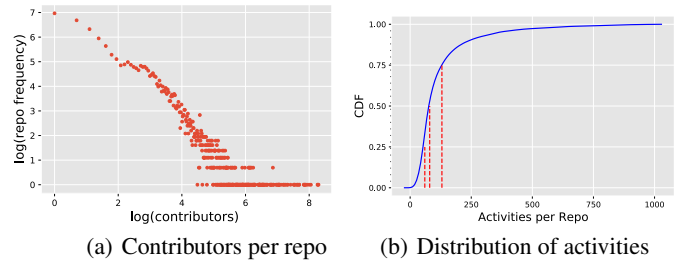 7
6
5
4
3
2
1
0
log(repo frequency)
0 2 4 6 8
log(contributors)
(a) Contributors per repo
1.00
0.75
0.50
0.25
0.00
CDF
0 250 500 750 1000
Activities per Repo
(b) Distribution of activities